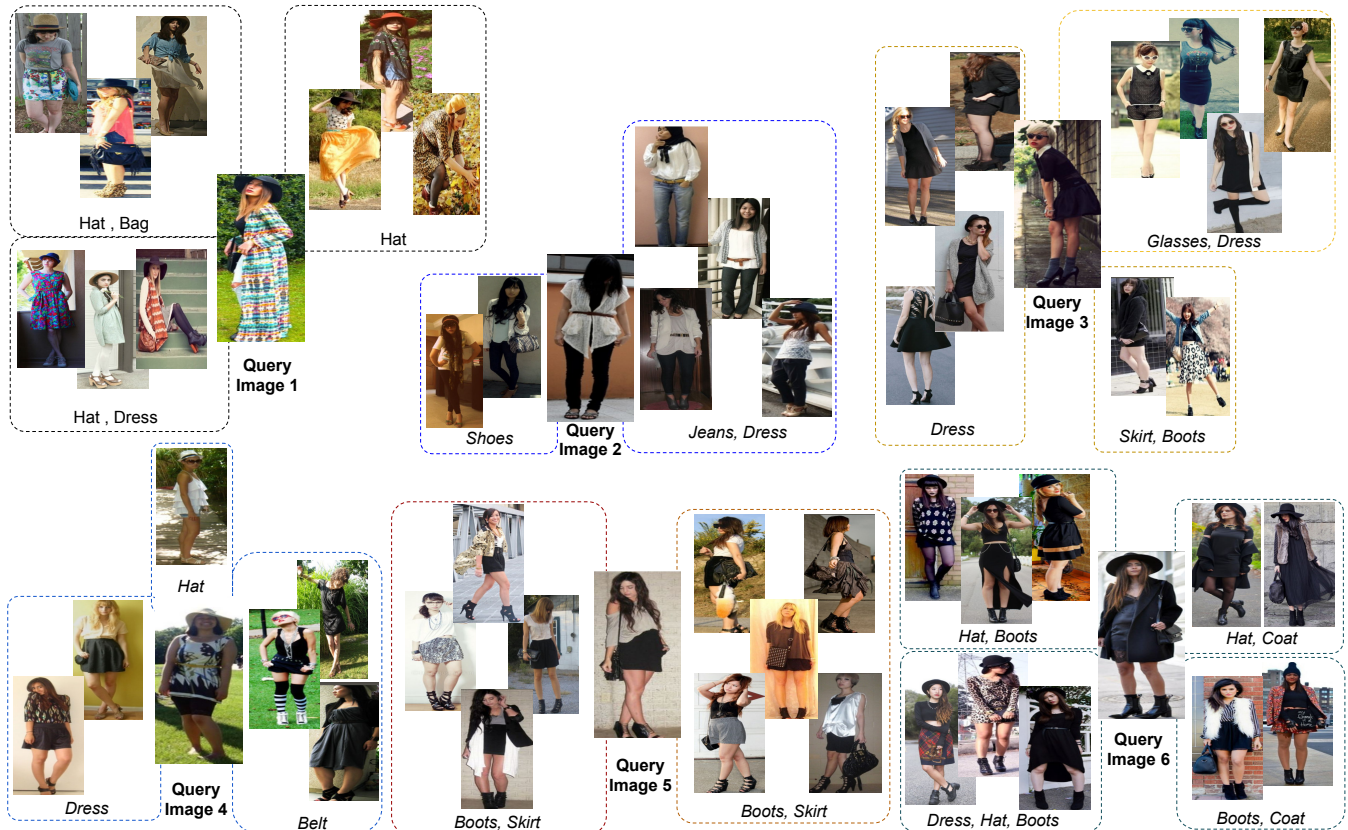 Hat , Bag
Hat
Hat , Dress
Query
Image 1
Shoes
Query
Image 2
Jeans, Dress
Dress
Query
Image 3
Glasses, Dress
Skirt, Boots
Hat
Dress
Query
Image 4
Belt
Boots, Skirt
Query
Image 5
Boots, Skirt
Hat, Boots
Dress, Hat, Boots
Query
Image 6
Hat, Coat
Boots, Coat